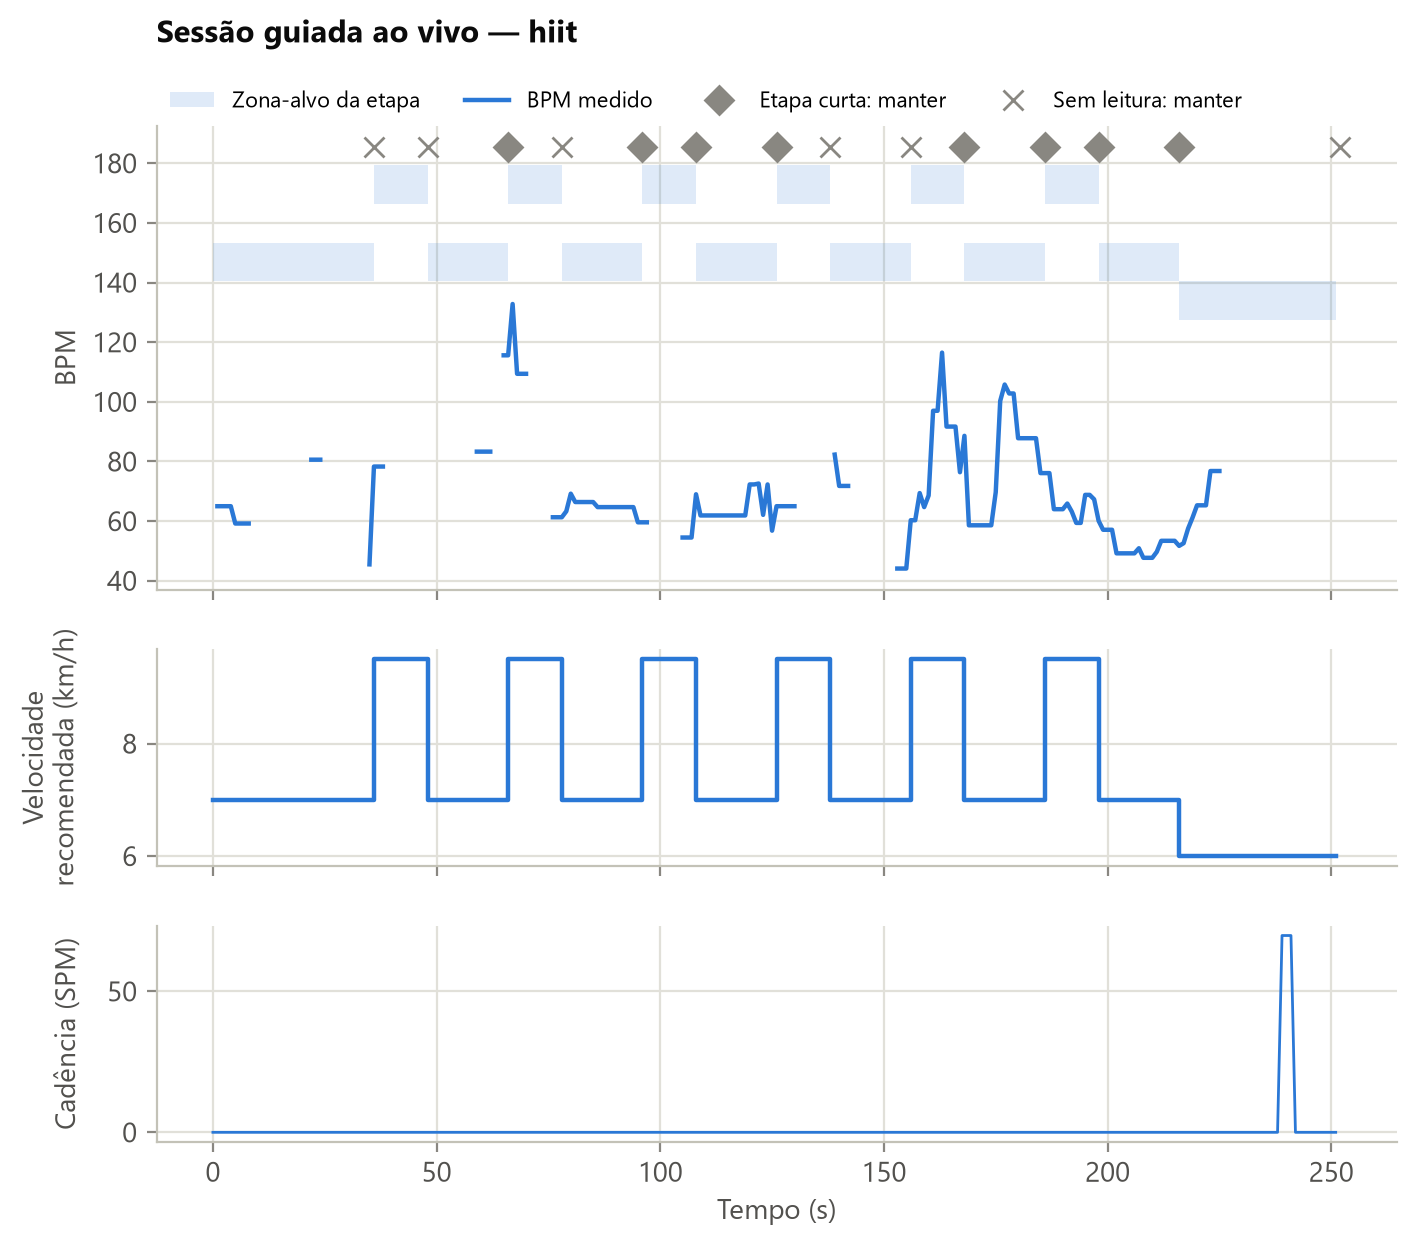 Sessão guiada ao vivo — hiit
Zona-alvo da etapa
BPM medido
Etapa curta: manter
Sem leitura: manter
180
160
140
120
100
80
60
40
BPM
8
6
Velocidade
recomendada (km/h)
50
0
Cadência (SPM)
0
50
100
150
200
250
Tempo (s)